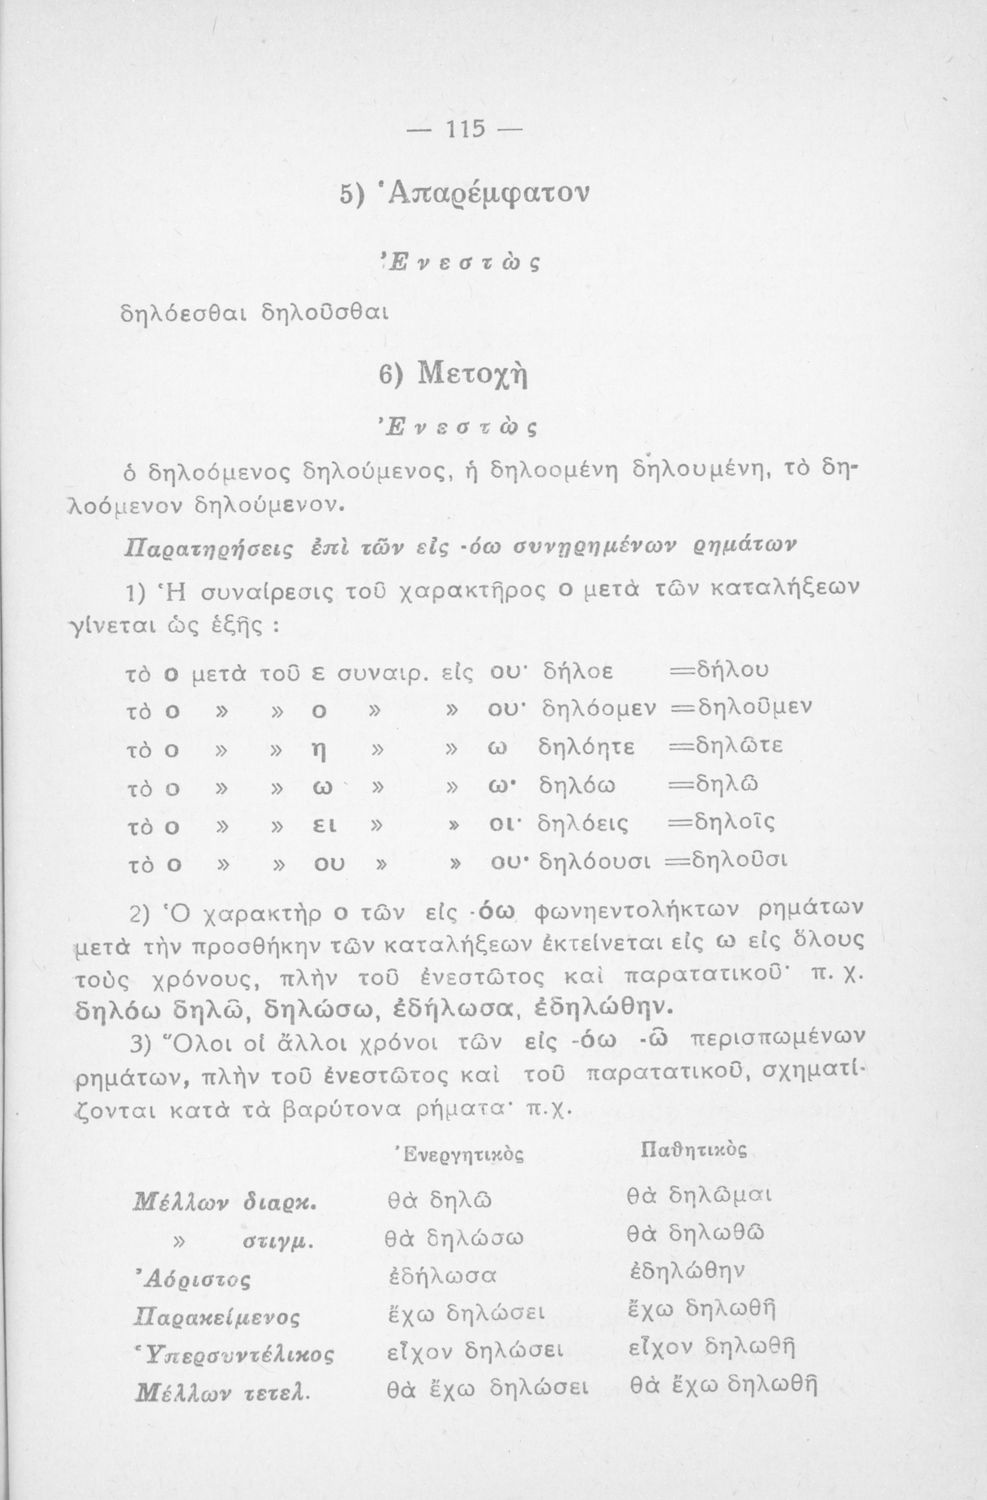 — 115 —
5) Ἀπαρέμφατον
Ἐνεστὼς
δηλόεσθαι δηλοῦσθαι
6) Μετοχὴ
Ἐνεστὼς
ὁ δηλοόμενος δηλούμενος, ἡ δηλοομένη δηλουμένη, τὸ δη-
λοόμενον δηλούμενον.
Παρατηρήσεις ἐπὶ τῶν εἰς -όω συνῃρημένων ρημάτων
1) Ἡ συναίρεσις τοῦ χαρακτῆρος ο μετὰ τῶν καταλήξεων
γίνεται ὡς ἑξῆς :
τὸ ο μετὰ τοῦ ε συναιρ. εἰς ου· δήλοε =δήλου
τὸ ο » » ο » » ου· δηλόομεν =δηλοῦμεν
τὸ ο » » η » » ω δηλόητε =δηλῶτε
τὸ ο » » ω » » ω· δηλόω =δηλῶ
τὸ ο » » ει » » οι· δηλόεις =δηλοῖς
τὸ ο » » ου » » ου· δηλόουσι =δηλοῦσι
2) Ὁ χαρακτὴρ ο τῶν εἰς -όω φωνηεντολήκτων ρημάτων
μετὰ τὴν προσθήκην τῶν καταλήξεων ἐκτείνεται εἰς ω εἰς ὅλους
τοὺς χρόνους, πλὴν τοῦ ἐνεστῶτος καὶ παρατατικοῦ· π. χ.
δηλόω δηλῶ, δηλώσω, ἐδήλωσα, ἐδηλώθην.
3) Ὅλοι οἱ ἄλλοι χρόνοι τῶν εἰς -όω -ῶ περισπωμένων
ρημάτων, πλὴν τοῦ ἐνεστῶτος καὶ τοῦ παρατατικοῦ, σχηματί-
ζονται κατὰ τὰ βαρύτονα ρήματα· π.χ.
Ἐνεργητικὸς Παθητικὸς
Μέλλων διαρκ. θὰ δηλῶ θὰ δηλῶμαι
» στιγμ. θὰ δηλώσω θὰ δηλωθῶ
Ἀόριστος ἐδήλωσα ἐδηλώθην
Παρακείμενος ἔχω δηλώσει ἔχω δηλωθῆ
Ὑπερσυντέλικος εἶχον δηλώσει εἶχον δηλωθῆ
Μέλλων τετελ. θὰ ἔχω δηλώσει θὰ ἔχω δηλωθῆ